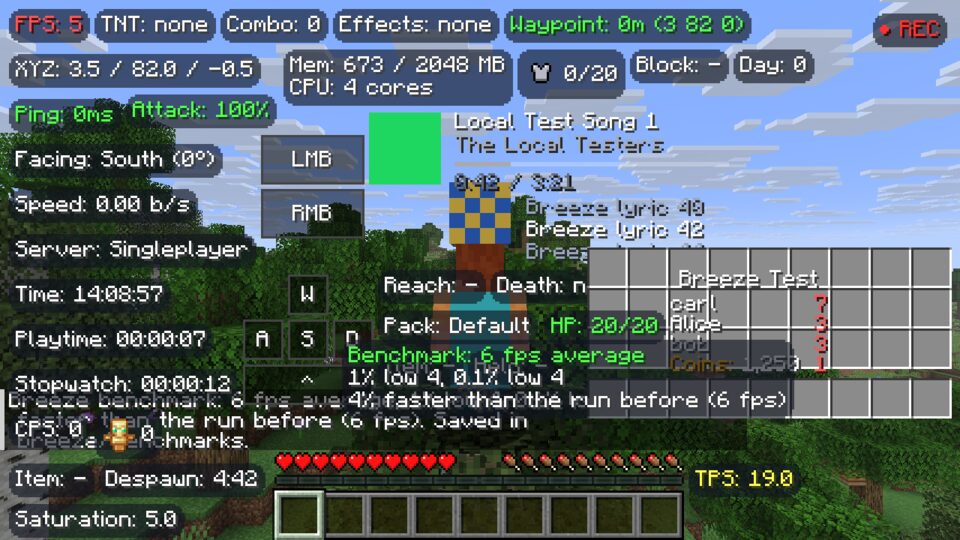 FPS: 5
TNT: none
Combo: 0
Effects: none
Waypoint: 0m (3 82 0)
REC
XYZ: 3.5 / 82.0 / -0.5
Mem: 673 / 2048 MB
CPU: 4 cores
0/20
Block: -
Day: 0
Ping: 0ms
Attack: 100%
Local Test Song 1
The Local Testers
0:42 / 3:21
Facing: South (0°)
LMB
RMB
Speed: 0.00 b/s
Breeze lyric 40
Breeze lyric 42
Breeze
Server: Singleplayer
Reach: -
Death: n
Breeze Test
carl 7
Alice 3
bob 3
Coins: 1,250 1
Time: 14:08:57
W
A
S
D
Pack: Default
HP: 20/20
Playtime: 00:00:07
Benchmark: 6 fps average
1% low 4, 0.1% low 4
4% faster than the run before (6 fps)
Stopwatch: 00:00:12
^
Breeze benchmark: 6 fps
than the run before (6 fps). Saved in
CPS: 0
0
Item: -
Despawn: 4:42
TPS: 19.0
Saturation: 5.0